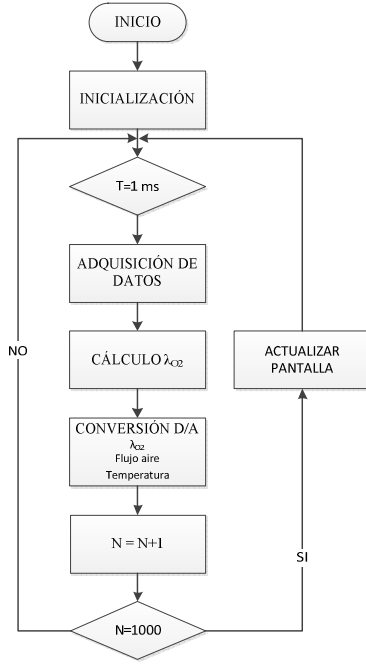 INICIO
INICIALIZACIÓN
T=1 ms
ADQUISICIÓN DE
DATOS
CÁLCULO λO2
CONVERSIÓN D/A
λO2
Flujo aire
Temperatura
N = N+1
N=1000
NO
SI
ACTUALIZAR
PANTALLA